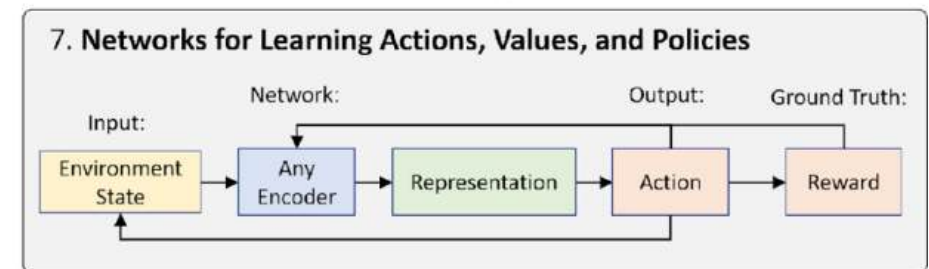 7. Networks for Learning Actions, Values, and Policies
Network:
Output:
Ground Truth:
Input:
Environment
State
Any
Encoder
Representation
Action
Reward